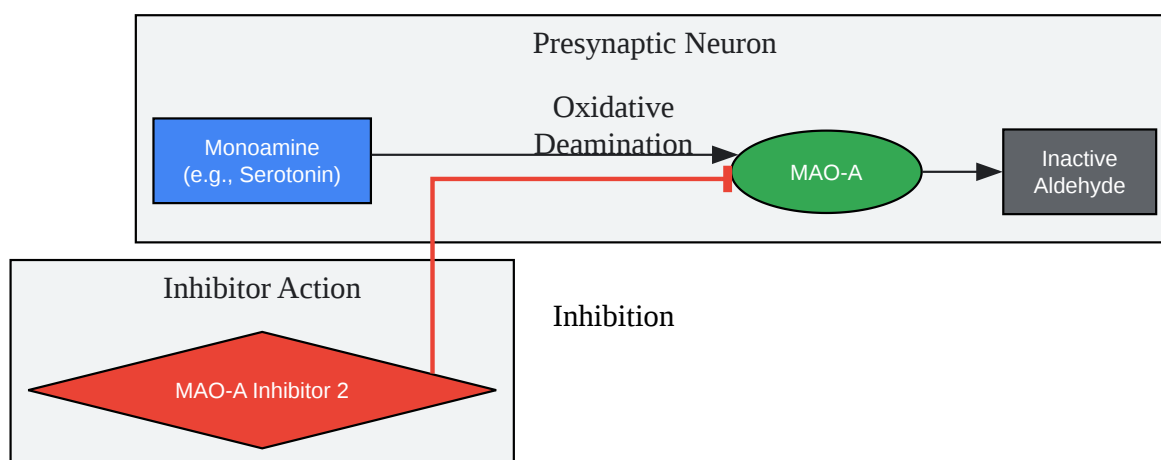 Presynaptic Neuron
Oxidative
Deamination
Monoamine
(e.g., Serotonin)
MAO-A
Inactive
Aldehyde
Inhibitor Action
Inhibition
MAO-A Inhibitor 2